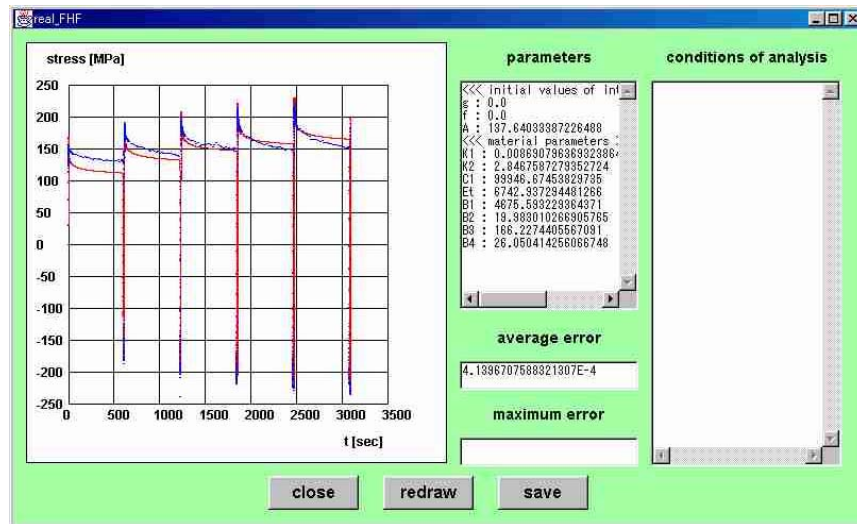 real_FHF
stress [MPa]
250
200
150
100
50
0
-50
-100
-150
-200
-250
0 500 1000 1500 2000 2500 3000 3500
t [sec]
parameters
<<< initial values of int
g : 0.0
f : 0.0
A : 137.64033387226488
<<< material parameters
K1 : 0.008690796369323864
K2 : 2.8467587279352724
C1 : 99946.67453829735
Et : 6742.937294481266
B1 : 4675.593229364371
B2 : 19.983010266905765
B3 : 166.2274405567091
B4 : 26.050414256066748
average error
4.1396707588321307E-4
maximum error
conditions of analysis
close redraw save